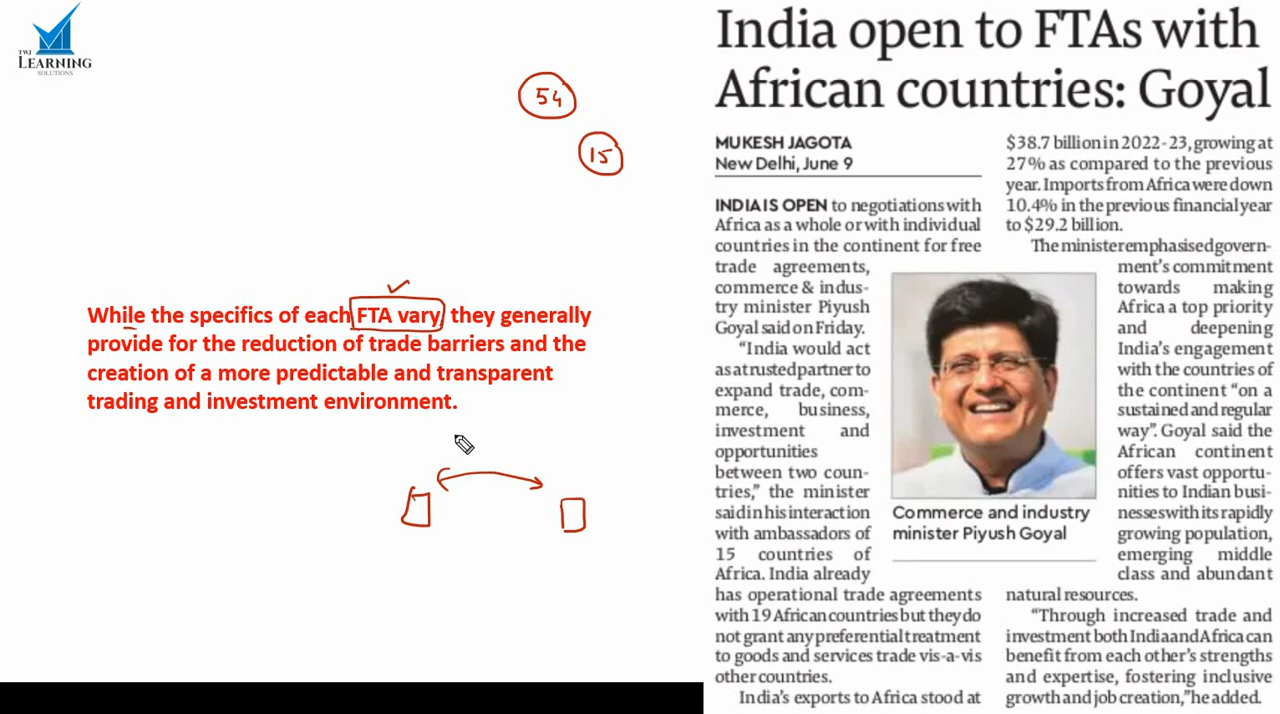 TWJ
LEARNING
SOLUTIONS
54
15
While the specifics of each FTA vary, they generally
provide for the reduction of trade barriers and the
creation of a more predictable and transparent
trading and investment environment.
India open to FTAs with
African countries: Goyal
MUKESH JAGOTA
New Delhi, June 9
INDIA IS OPEN to negotiations with
Africa as a whole or with individual
countries in the continent for free
trade agreements,
commerce & indus-
try minister Piyush
Goyal said on Friday.
"India would act
as a trusted partner to
expand trade, com-
merce, business,
investment and
opportunities
between two coun-
tries," the minister
said in his interaction
with ambassadors of
15 countries of
Africa. India already
has operational trade agreements
with 19 African countries but they do
not grant any preferential treatment
to goods and services trade vis-a-vis
other countries.
India's exports to Africa stood at
$38.7 billion in 2022-23, growing at
27% as compared to the previous
year. Imports from Africa were down
10.4% in the previous financial year
to $29.2 billion.
The minister emphasised govern-
ment's commitment
towards making
Africa a top priority
and deepening
India's engagement
with the countries of
the continent "on a
sustained and regular
way". Goyal said the
African continent
offers vast opportu-
nities to Indian busi-
nesses with its rapidly
growing population,
emerging middle
class and abundant
natural resources.
"Through increased trade and
investment both India and Africa can
benefit from each other's strengths
and expertise, fostering inclusive
growth and job creation," he added.
Commerce and industry
minister Piyush Goyal